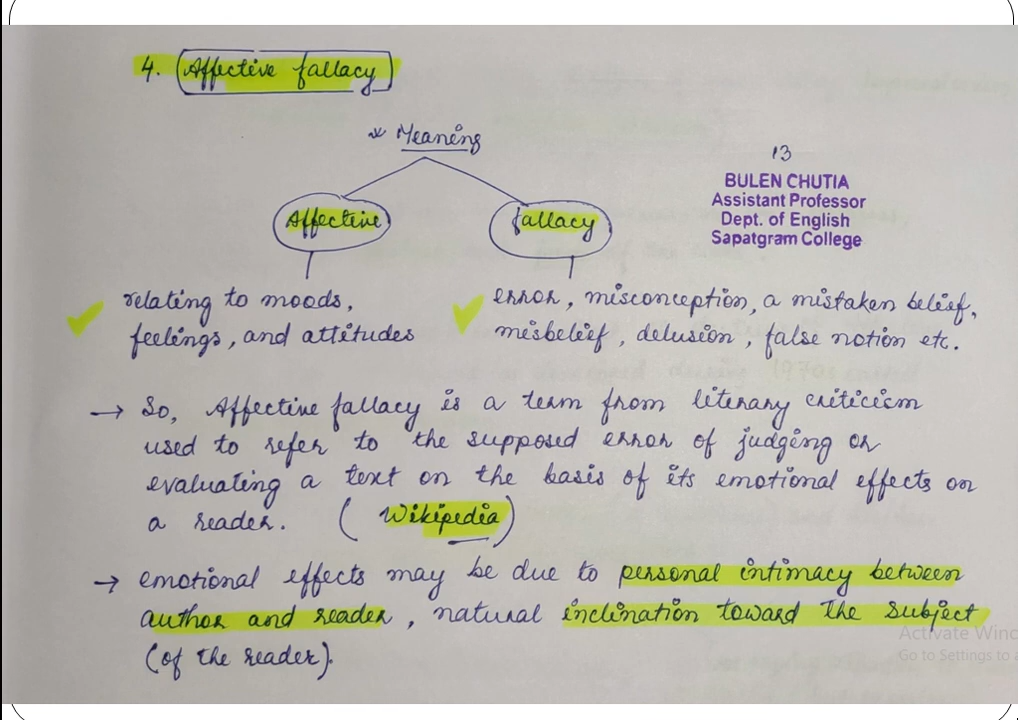 4. Affective fallacy
* Meaning
13
BULEN CHUTIA
Assistant Professor
Dept. of English
Sapatgram College
Affective
fallacy
relating to moods,
feelings, and attitudes
error, misconception, a mistaken belief,
misbelief, delusion, false notion etc.
→ So, Affective fallacy is a term from literary criticism
used to refer to the supposed error of judging or
evaluating a text on the basis of its emotional effects on
a reader. (Wikipedia)
→ emotional effects may be due to personal intimacy between
author and reader, natural inclination toward the subject
(of the reader).
Activate Winc
Go to Settings to a